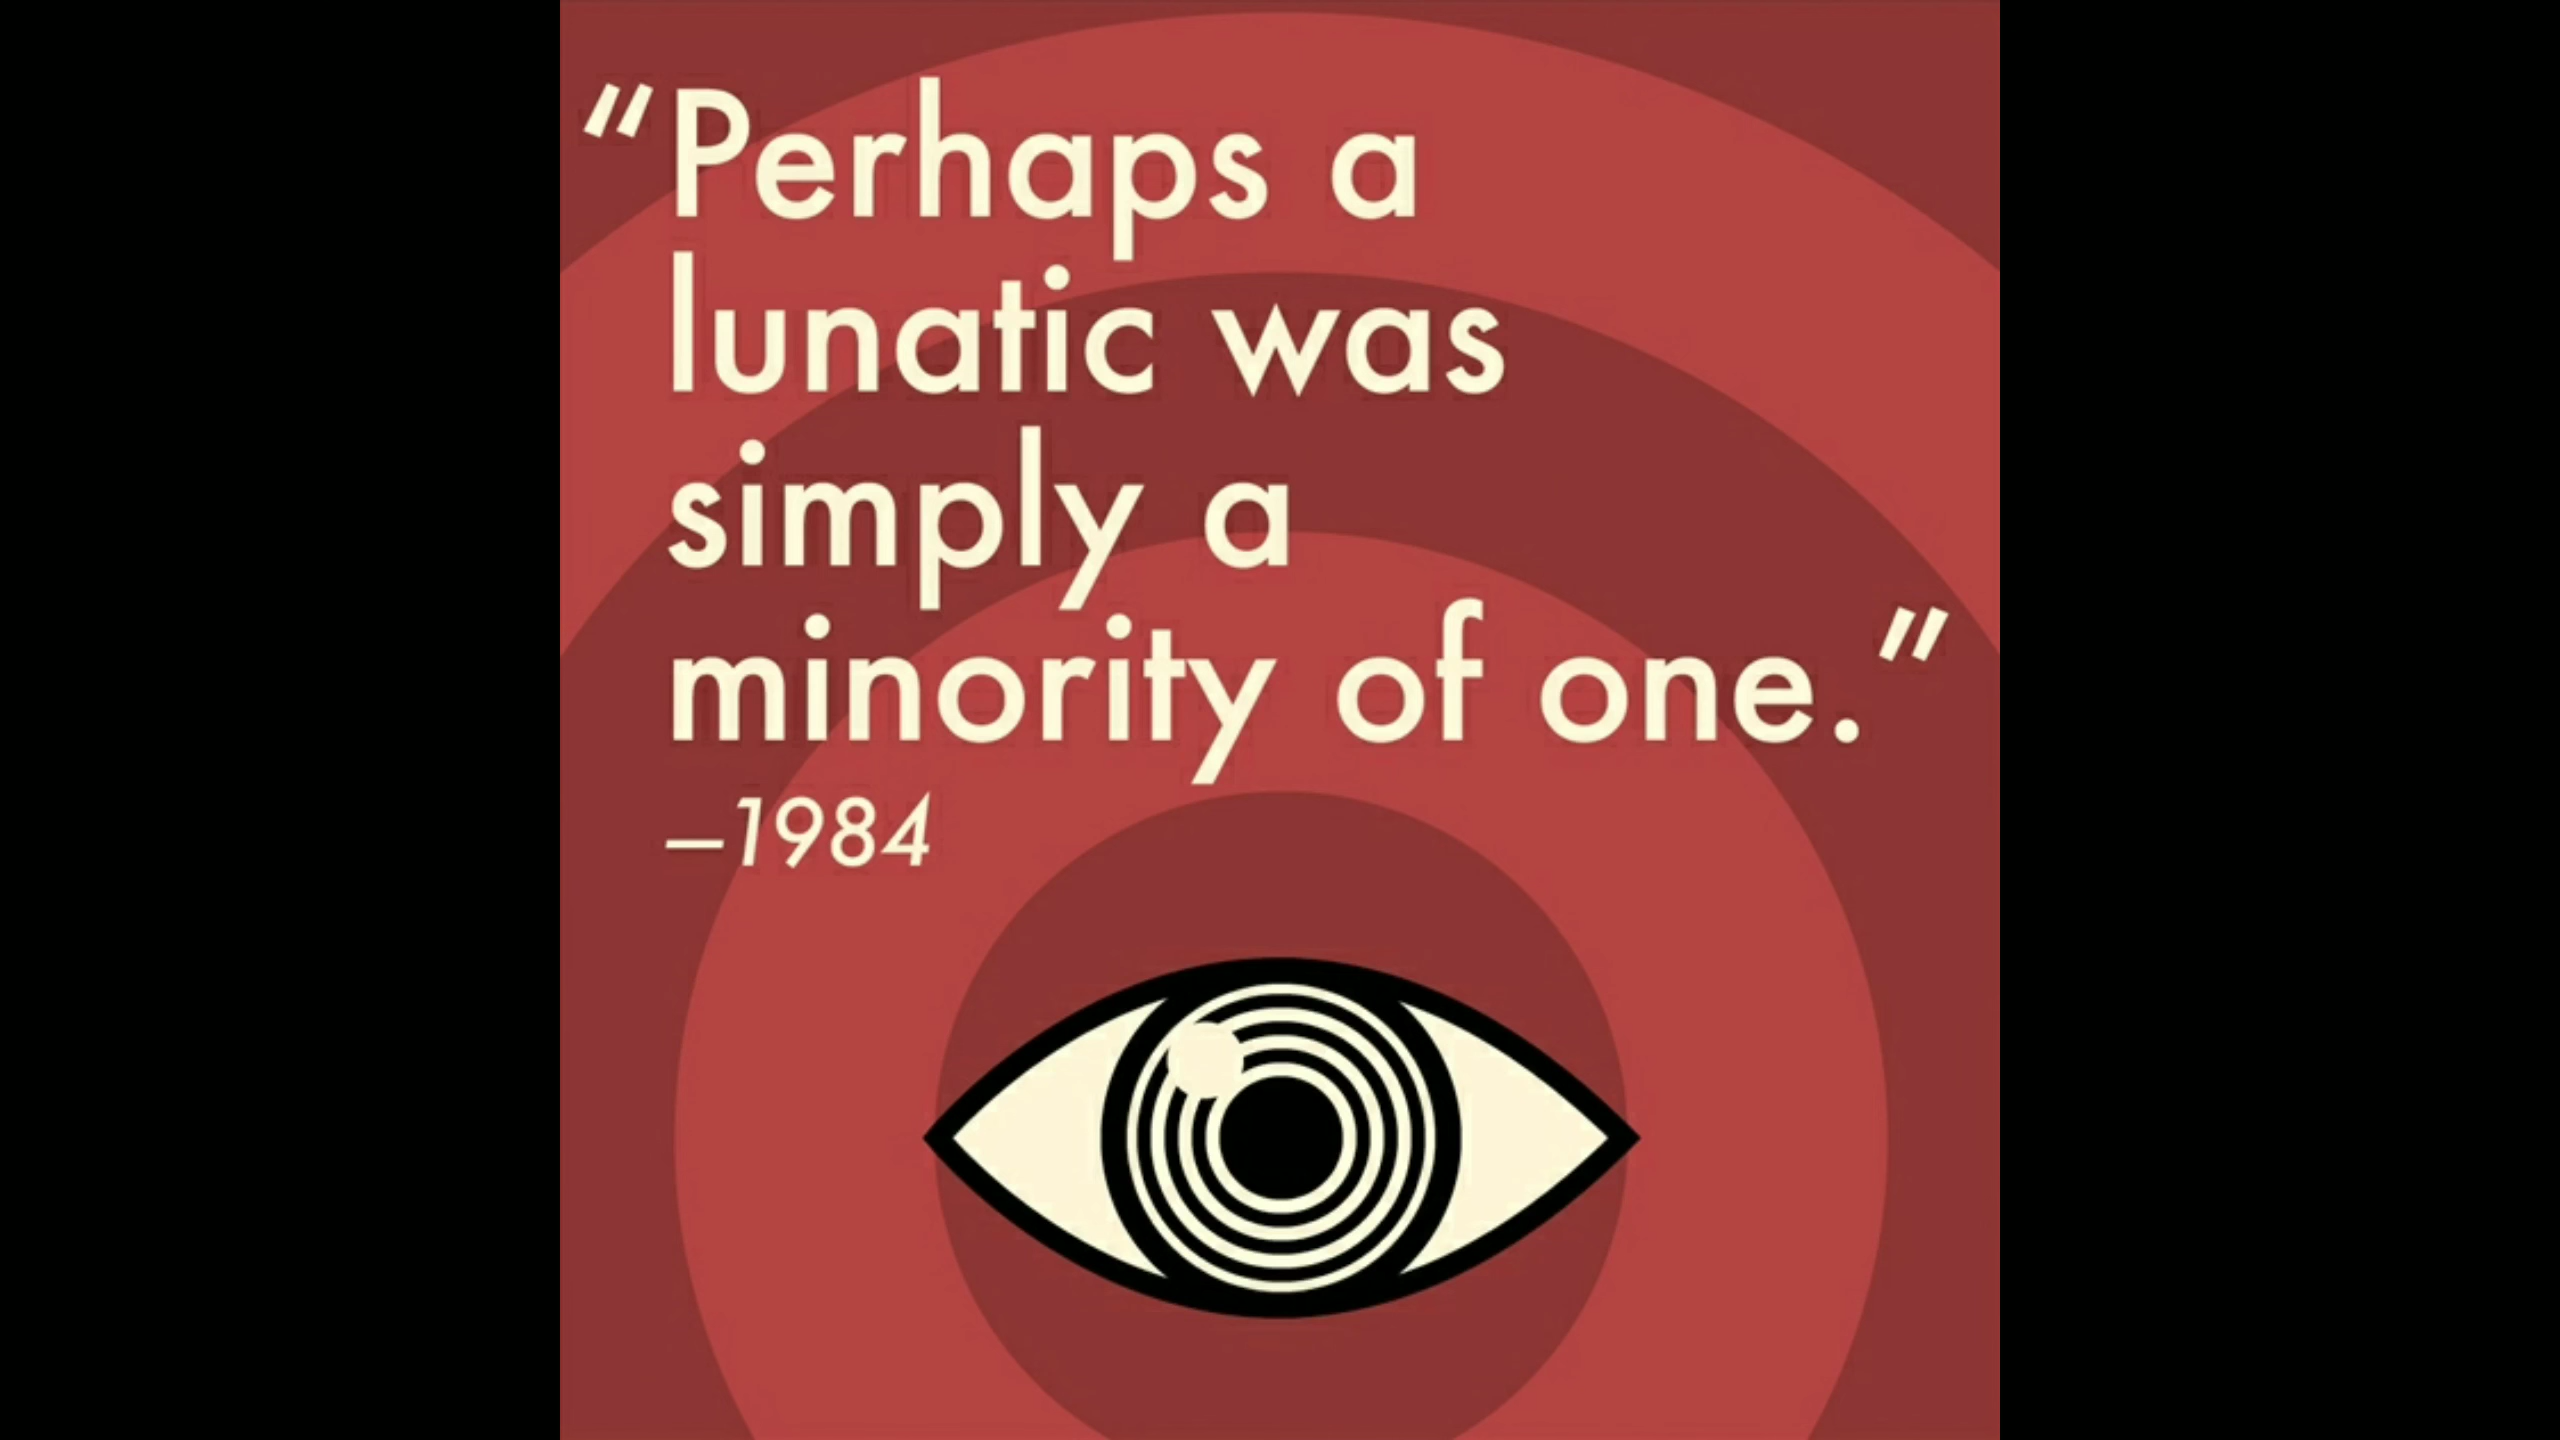 “Perhaps a
lunatic was
simply a
minority of one.”
—1984